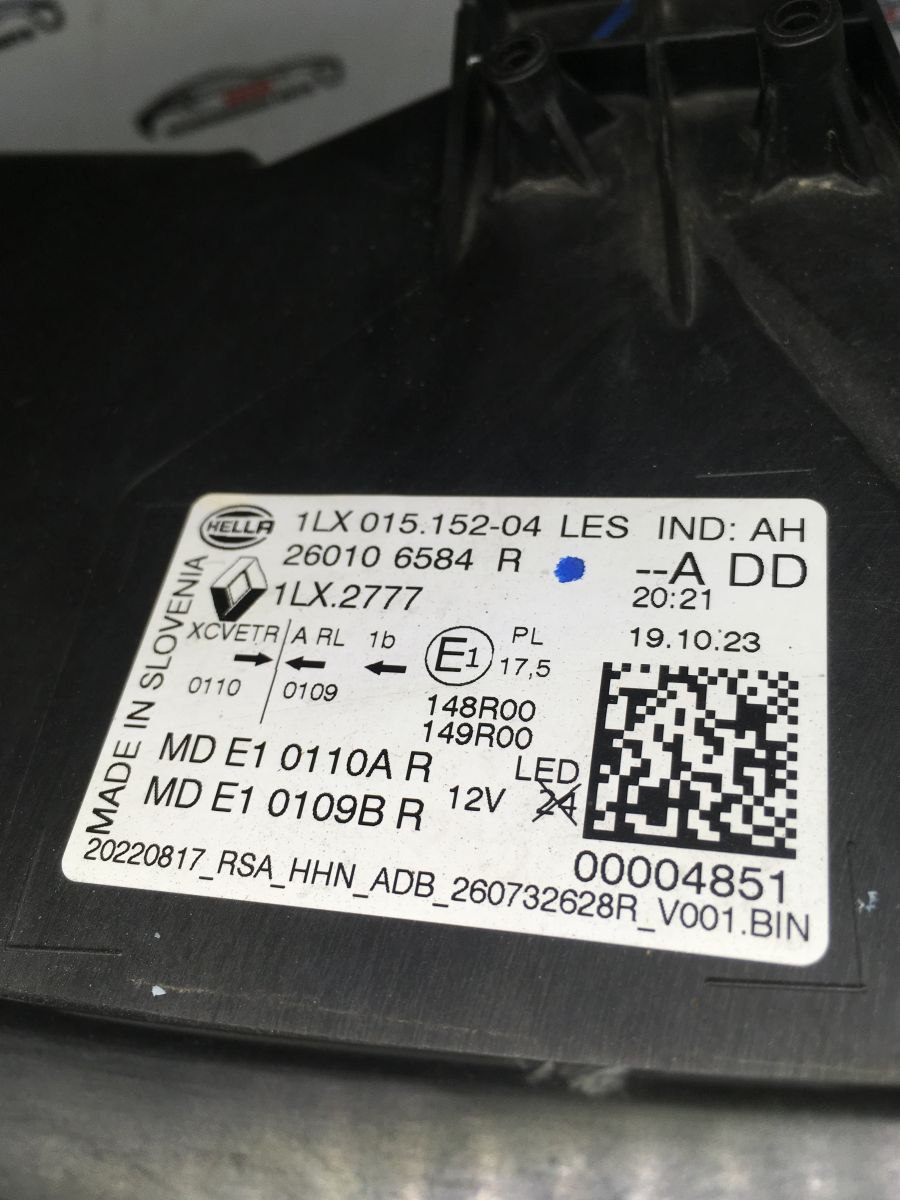 HELLA 1LX 015.152-04 LES IND: AH
26010 6584 R --A DD
1LX.2777 20:21
MADE IN SLOVENIA
XCVETR/A RL 1b E1 PL 19.10.23
17,5
0110 0109
148R00
149R00
MD E1 0110A R LED
MD E1 0109B R 12V 24
00004851
20220817_RSA_HHN_ADB_260732628R_V001.BIN